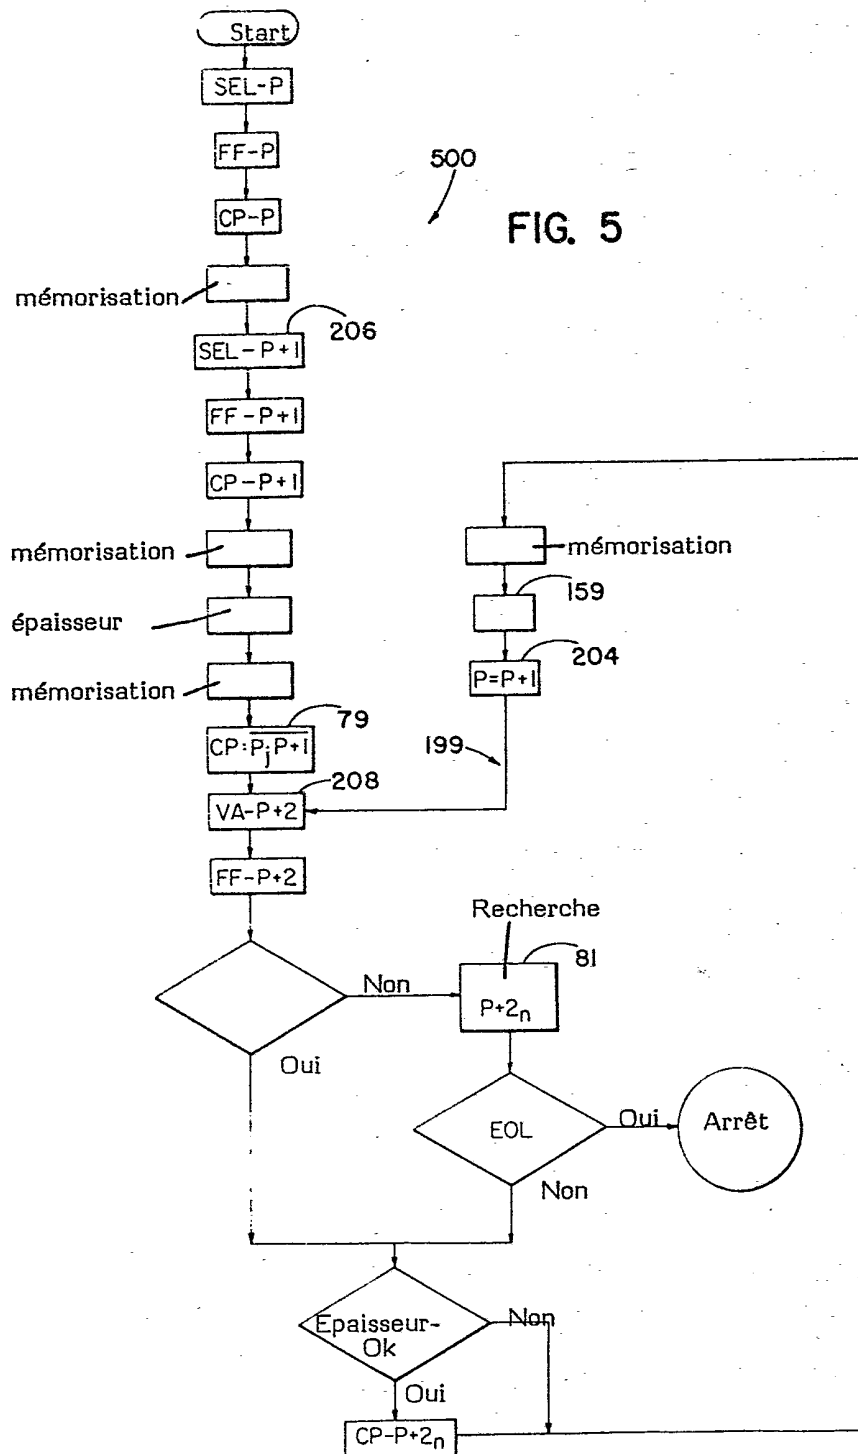 Start
SEL-P
FF-P
500
CP-P
FIG. 5
mémorisation
206
SEL-P+1
FF-P+1
CP-P+1
mémorisation
mémorisation
159
épaisseur
204
mémorisation
P=P+1
79
CP:P̅j̅ ̅P̅+̅1̅
199
208
VA-P+2
FF-P+2
Recherche
81
Non
P+2n
Oui
EOL
Oui
Arrêt
Non
Epaisseur-
Ok
Non
Oui
CP-P+2n